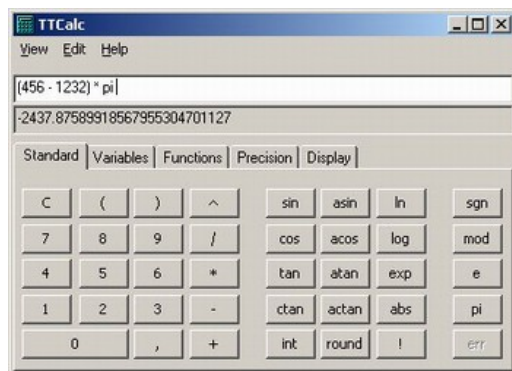 TTCalc
View Edit Help
(456 - 1232) * pi
-2437.87589918567955304701127
Standard Variables Functions Precision Display
C ( ) ^ sin asin ln sgn
7 8 9 / cos acos log mod
4 5 6 * tan atan exp e
1 2 3 - ctan actan abs pi
0 , + int round ! err